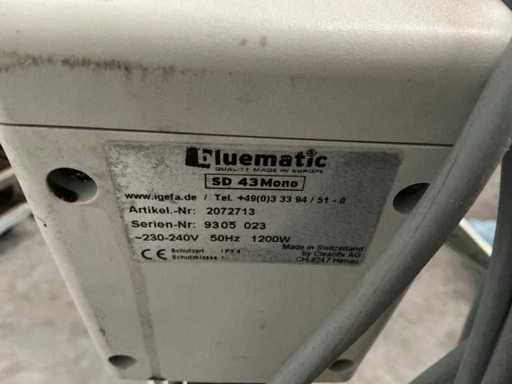 bluematic
QUALITY MADE IN EUROPE
SD 43 Mono
www.igefa.de / Tel. +49(0)3 33 94 / 51 - 0
Artikel.-Nr: 2072713
Serien-Nr: 9305 023
~230-240V 50Hz 1200W
CE Schutzart IPX4
Schutzklasse I
Made in Switzerland
by Cleanfix AG
CH-9247 Henau